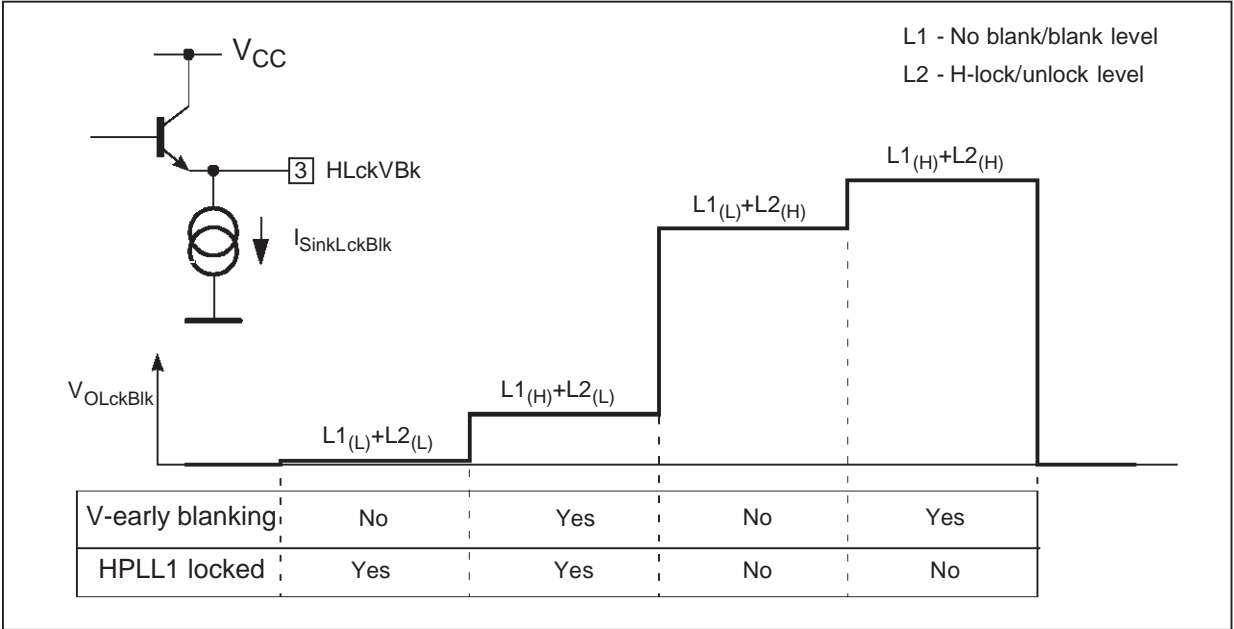 L1 - No blank/blank level
L2 - H-lock/unlock level
VCC
3 HLckVBk
ISinkLckBlk
L1(H)+L2(H)
L1(L)+L2(H)
VOLckBlk
L1(H)+L2(L)
L1(L)+L2(L)
V-early blanking No Yes No Yes
HPLL1 locked Yes Yes No No